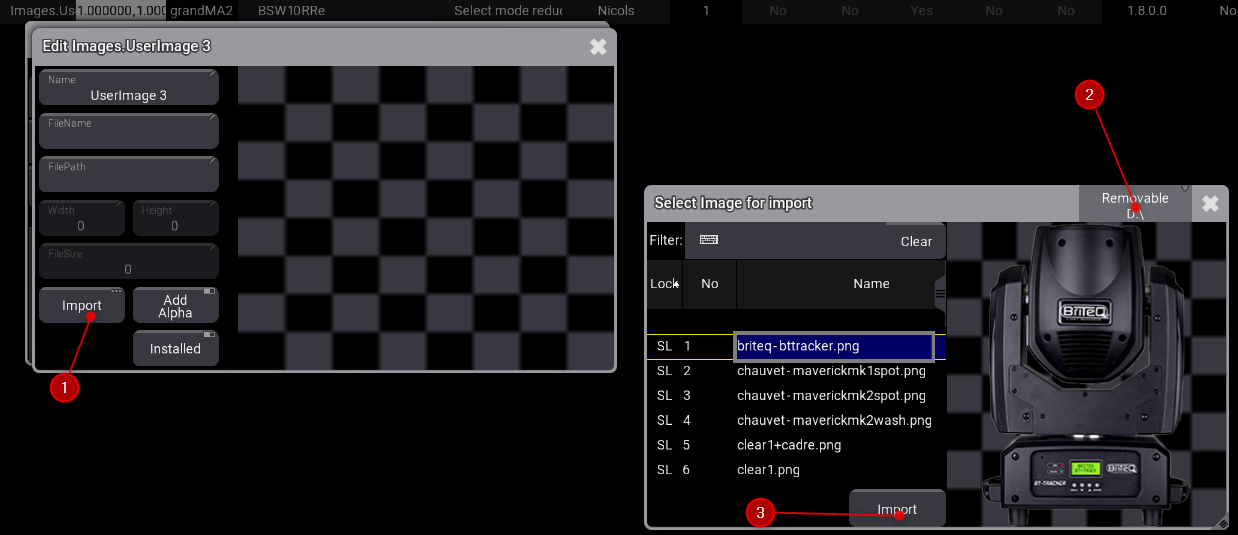 Images.Us 1.000000,1.000 grandMA2 BSW10RRe Select mode reduc Nicols 1 No No Yes No No 1.8.0.0 No
Edit Images.UserImage 3
Name
UserImage 3
FileName
FilePath
Width
0
Height
0
FileSize
0
Import
Add
Alpha
Installed
1
2
Select Image for import
Removable
D:\
Filter:
Clear
Lock No Name
SL 1 briteq-bttracker.png
SL 2 chauvet-maverickmk1spot.png
SL 3 chauvet-maverickmk2spot.png
SL 4 chauvet-maverickmk2wash.png
SL 5 clear1+cadre.png
SL 6 clear1.png
Import
3
BRITEQ
BRITEQ
BT-TRACK
BRITEQ
BT-TRACKER